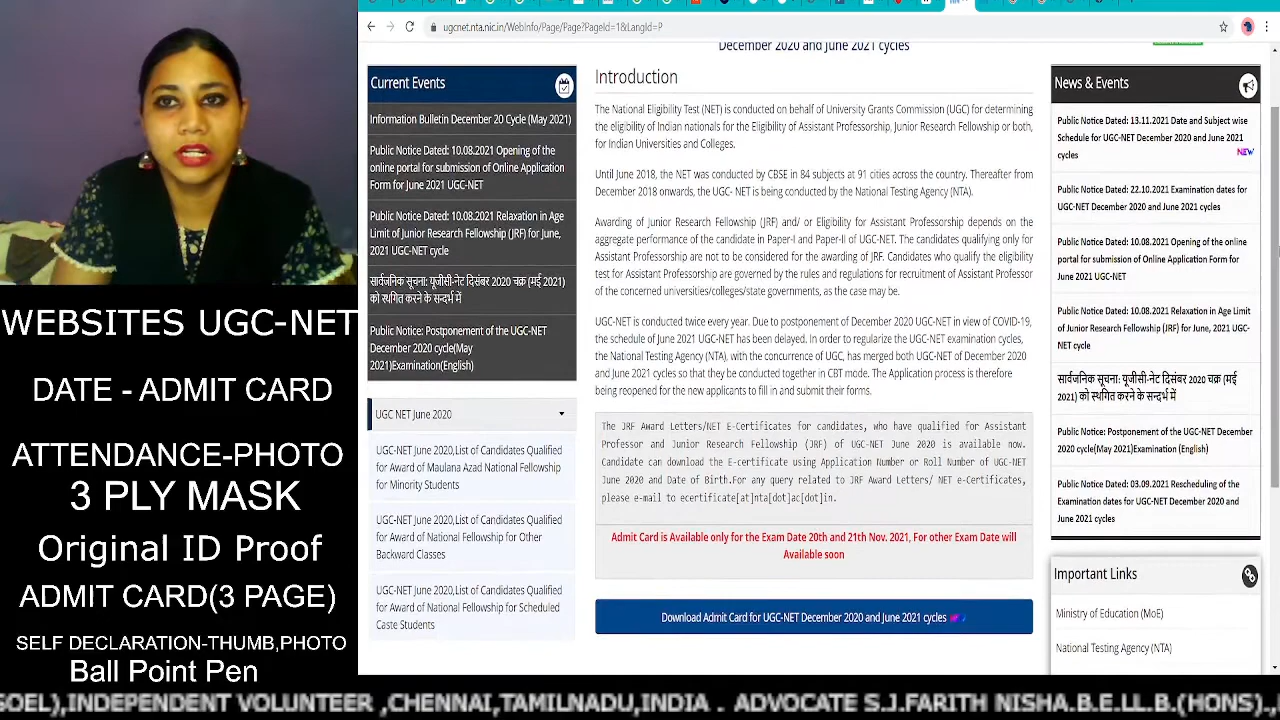 ugcnet.nta.nic.in/WebInfo/Page/Page?PageId=1&LangId=P
December 2020 and June 2021 cycles
WEBSITES UGC-NET
DATE - ADMIT CARD
ATTENDANCE-PHOTO
3 PLY MASK
Original ID Proof
ADMIT CARD(3 PAGE)
SELF DECLARATION-THUMB,PHOTO
Ball Point Pen
Current Events
Information Bulletin December 20 Cycle (May 2021)
Public Notice Dated: 10.08.2021 Opening of the
online portal for submission of Online Application
Form for June 2021 UGC-NET
Public Notice Dated: 10.08.2021 Relaxation in Age
Limit of Junior Research Fellowship (JRF) for June,
2021 UGC-NET cycle
सार्वजनिक सूचना: यूजीसी-नेट दिसंबर 2020 चक्र (मई 2021)
को स्थगित करने के सन्दर्भ में
Public Notice: Postponement of the UGC-NET
December 2020 cycle(May
2021)Examination(English)
UGC NET June 2020
UGC-NET June 2020,List of Candidates Qualified
for Award of Maulana Azad National Fellowship
for Minority Students
UGC-NET June 2020,List of Candidates Qualified
for Award of National Fellowship for Other
Backward Classes
UGC-NET June 2020,List of Candidates Qualified
for Award of National Fellowship for Scheduled
Caste Students
Introduction
The National Eligibility Test (NET) is conducted on behalf of University Grants Commission (UGC) for determining
the eligibility of Indian nationals for the Eligibility of Assistant Professorship, Junior Research Fellowship or both,
for Indian Universities and Colleges.
Until June 2018, the NET was conducted by CBSE in 84 subjects at 91 cities across the country. Thereafter from
December 2018 onwards, the UGC- NET is being conducted by the National Testing Agency (NTA).
Awarding of Junior Research Fellowship (JRF) and/ or Eligibility for Assistant Professorship depends on the
aggregate performance of the candidate in Paper-I and Paper-II of UGC-NET. The candidates qualifying only for
Assistant Professorship are not to be considered for the awarding of JRF. Candidates who qualify the eligibility
test for Assistant Professorship are governed by the rules and regulations for recruitment of Assistant Professor
of the concerned universities/colleges/state governments, as the case may be.
UGC-NET is conducted twice every year. Due to postponement of December 2020 UGC-NET in view of COVID-19,
the schedule of June 2021 UGC-NET has been delayed. In order to regularize the UGC-NET examination cycles,
the National Testing Agency (NTA). with the concurrence of UGC, has merged both UGC-NET of December 2020
and June 2021 cycles so that they be conducted together in CBT mode. The Application process is therefore
being reopened for the new applicants to fill in and submit their forms.
The JRF Award Letters/NET E-Certificates for candidates, who have qualified for Assistant
Professor and Junior Research Fellowship (JRF) of UGC-NET June 2020 is available now.
Candidate can download the E-certificate using Application Number or Roll Number of UGC-NET
June 2020 and Date of Birth.For any query related to JRF Award Letters/ NET e-Certificates,
please e-mail to ecertificate[at]nta[dot]ac[dot]in.
Admit Card is Available only for the Exam Date 20th and 21th Nov. 2021, For other Exam Date will
Available soon
Download Admit Card for UGC-NET December 2020 and June 2021 cycles
News & Events
Public Notice Dated: 13.11.2021 Date and Subject wise
Schedule for UGC-NET December 2020 and June 2021
cycles
NEW
Public Notice Dated: 22.10.2021 Examination dates for
UGC-NET December 2020 and June 2021 cycles
Public Notice Dated: 10.08.2021 Opening of the online
portal for submission of Online Application Form for
June 2021 UGC-NET
Public Notice Dated: 10.08.2021 Relaxation in Age Limit
of Junior Research Fellowship (JRF) for June, 2021 UGC-
NET cycle
सार्वजनिक सूचना: यूजीसी-नेट दिसंबर 2020 चक्र (मई
2021) को स्थगित करने के सन्दर्भ में
Public Notice: Postponement of the UGC-NET December
2020 cycle(May 2021)Examination (English)
Public Notice Dated: 03.09.2021 Rescheduling of the
Examination dates for UGC-NET December 2020 and
June 2021 cycles
Important Links
Ministry of Education (MoE)
National Testing Agency (NTA)
GOEL),INDEPENDENT VOLUNTEER ,CHENNAI,TAMILNADU,INDIA . ADVOCATE S.J.FARITH NISHA.B.E.LL.B.(HONS).,